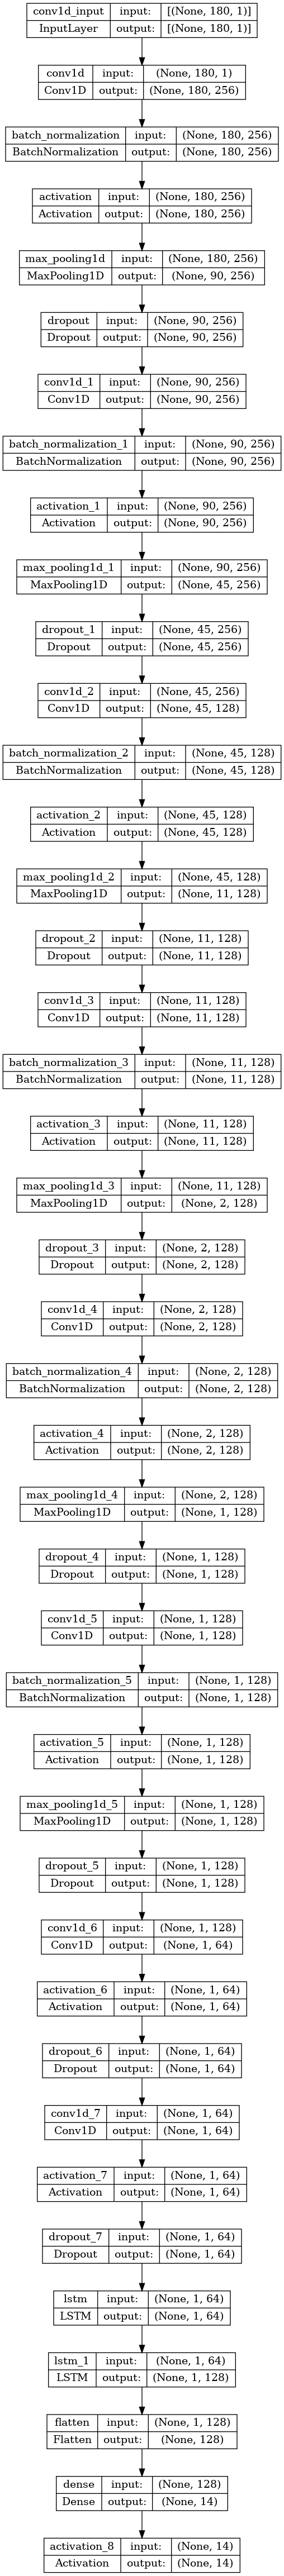 conv1d_input input: [(None, 180, 1)]
InputLayer output: [(None, 180, 1)]
conv1d input: (None, 180, 1)
Conv1D output: (None, 180, 256)
batch_normalization input: (None, 180, 256)
BatchNormalization output: (None, 180, 256)
activation input: (None, 180, 256)
Activation output: (None, 180, 256)
max_pooling1d input: (None, 180, 256)
MaxPooling1D output: (None, 90, 256)
dropout input: (None, 90, 256)
Dropout output: (None, 90, 256)
conv1d_1 input: (None, 90, 256)
Conv1D output: (None, 90, 256)
batch_normalization_1 input: (None, 90, 256)
BatchNormalization output: (None, 90, 256)
activation_1 input: (None, 90, 256)
Activation output: (None, 90, 256)
max_pooling1d_1 input: (None, 90, 256)
MaxPooling1D output: (None, 45, 256)
dropout_1 input: (None, 45, 256)
Dropout output: (None, 45, 256)
conv1d_2 input: (None, 45, 256)
Conv1D output: (None, 45, 128)
batch_normalization_2 input: (None, 45, 128)
BatchNormalization output: (None, 45, 128)
activation_2 input: (None, 45, 128)
Activation output: (None, 45, 128)
max_pooling1d_2 input: (None, 45, 128)
MaxPooling1D output: (None, 11, 128)
dropout_2 input: (None, 11, 128)
Dropout output: (None, 11, 128)
conv1d_3 input: (None, 11, 128)
Conv1D output: (None, 11, 128)
batch_normalization_3 input: (None, 11, 128)
BatchNormalization output: (None, 11, 128)
activation_3 input: (None, 11, 128)
Activation output: (None, 11, 128)
max_pooling1d_3 input: (None, 11, 128)
MaxPooling1D output: (None, 2, 128)
dropout_3 input: (None, 2, 128)
Dropout output: (None, 2, 128)
conv1d_4 input: (None, 2, 128)
Conv1D output: (None, 2, 128)
batch_normalization_4 input: (None, 2, 128)
BatchNormalization output: (None, 2, 128)
activation_4 input: (None, 2, 128)
Activation output: (None, 2, 128)
max_pooling1d_4 input: (None, 2, 128)
MaxPooling1D output: (None, 1, 128)
dropout_4 input: (None, 1, 128)
Dropout output: (None, 1, 128)
conv1d_5 input: (None, 1, 128)
Conv1D output: (None, 1, 128)
batch_normalization_5 input: (None, 1, 128)
BatchNormalization output: (None, 1, 128)
activation_5 input: (None, 1, 128)
Activation output: (None, 1, 128)
max_pooling1d_5 input: (None, 1, 128)
MaxPooling1D output: (None, 1, 128)
dropout_5 input: (None, 1, 128)
Dropout output: (None, 1, 128)
conv1d_6 input: (None, 1, 128)
Conv1D output: (None, 1, 64)
activation_6 input: (None, 1, 64)
Activation output: (None, 1, 64)
dropout_6 input: (None, 1, 64)
Dropout output: (None, 1, 64)
conv1d_7 input: (None, 1, 64)
Conv1D output: (None, 1, 64)
activation_7 input: (None, 1, 64)
Activation output: (None, 1, 64)
dropout_7 input: (None, 1, 64)
Dropout output: (None, 1, 64)
lstm input: (None, 1, 64)
LSTM output: (None, 1, 64)
lstm_1 input: (None, 1, 64)
LSTM output: (None, 1, 128)
flatten input: (None, 1, 128)
Flatten output: (None, 128)
dense input: (None, 128)
Dense output: (None, 14)
activation_8 input: (None, 14)
Activation output: (None, 14)